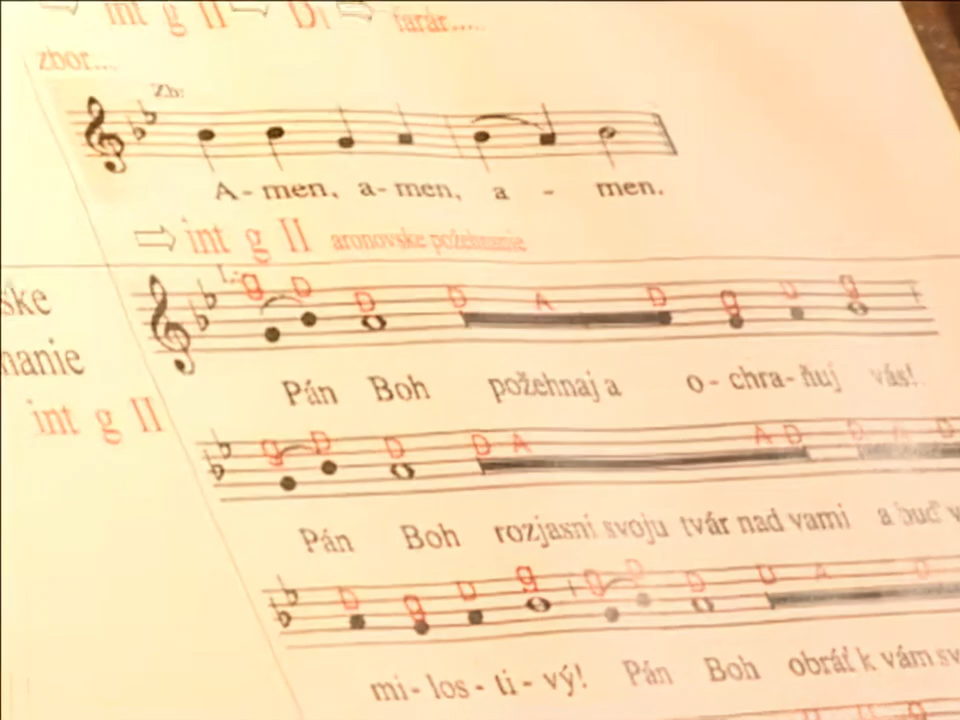 int g II ⇨ D ⇨ farár.....
zbor...
Zb:
A - men, a - men, a - men.
⇨ int g II aronovske požehnanie
L:
g D D D A D g D g
ske
nanie
int g II
Pán Boh požehnaj a o - chra - ňuj vás!
g D D D A A D D A D
Pán Boh rozjasni svoju tvár nad vami a buď
D g D g g D D D A D
mi - los - ti - vý! Pán Boh obráť k vám